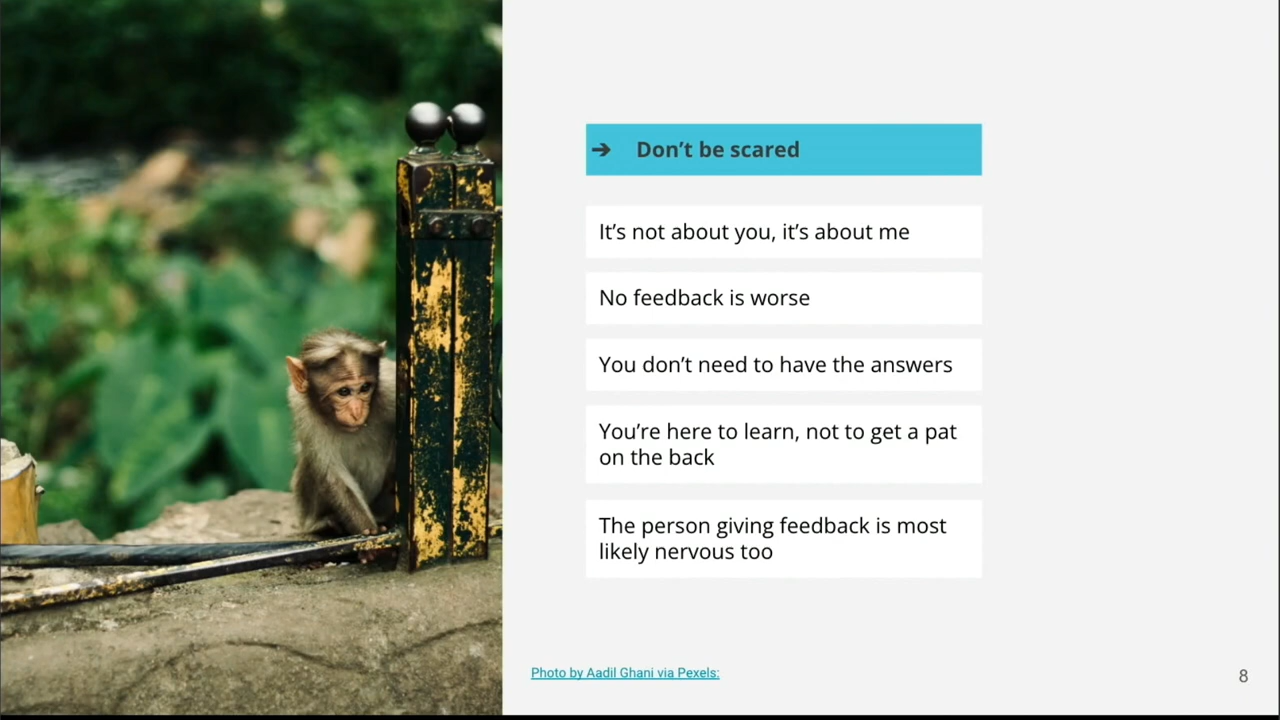 ➔ Don’t be scared
It’s not about you, it’s about me
No feedback is worse
You don’t need to have the answers
You’re here to learn, not to get a pat
on the back
The person giving feedback is most
likely nervous too
Photo by Aadil Ghani via Pexels:
8